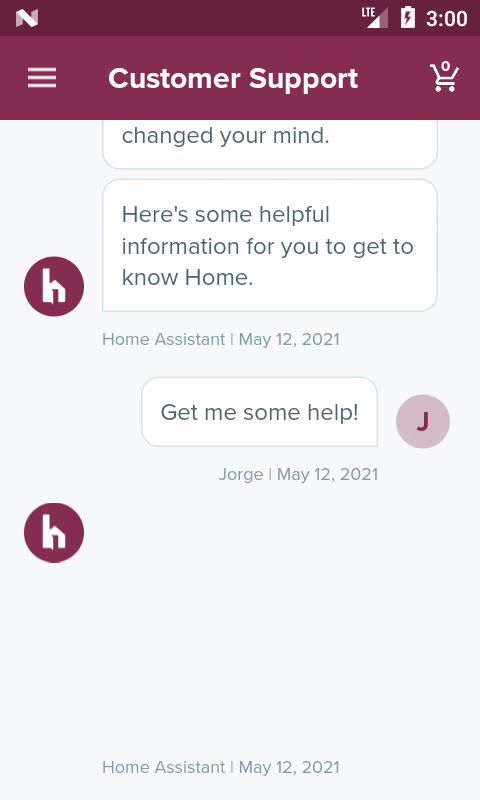 LTE 3:00
Customer Support
0
changed your mind.
Here's some helpful
information for you to get to
know Home.
Home Assistant | May 12, 2021
Get me some help!
J
Jorge | May 12, 2021
Home Assistant | May 12, 2021